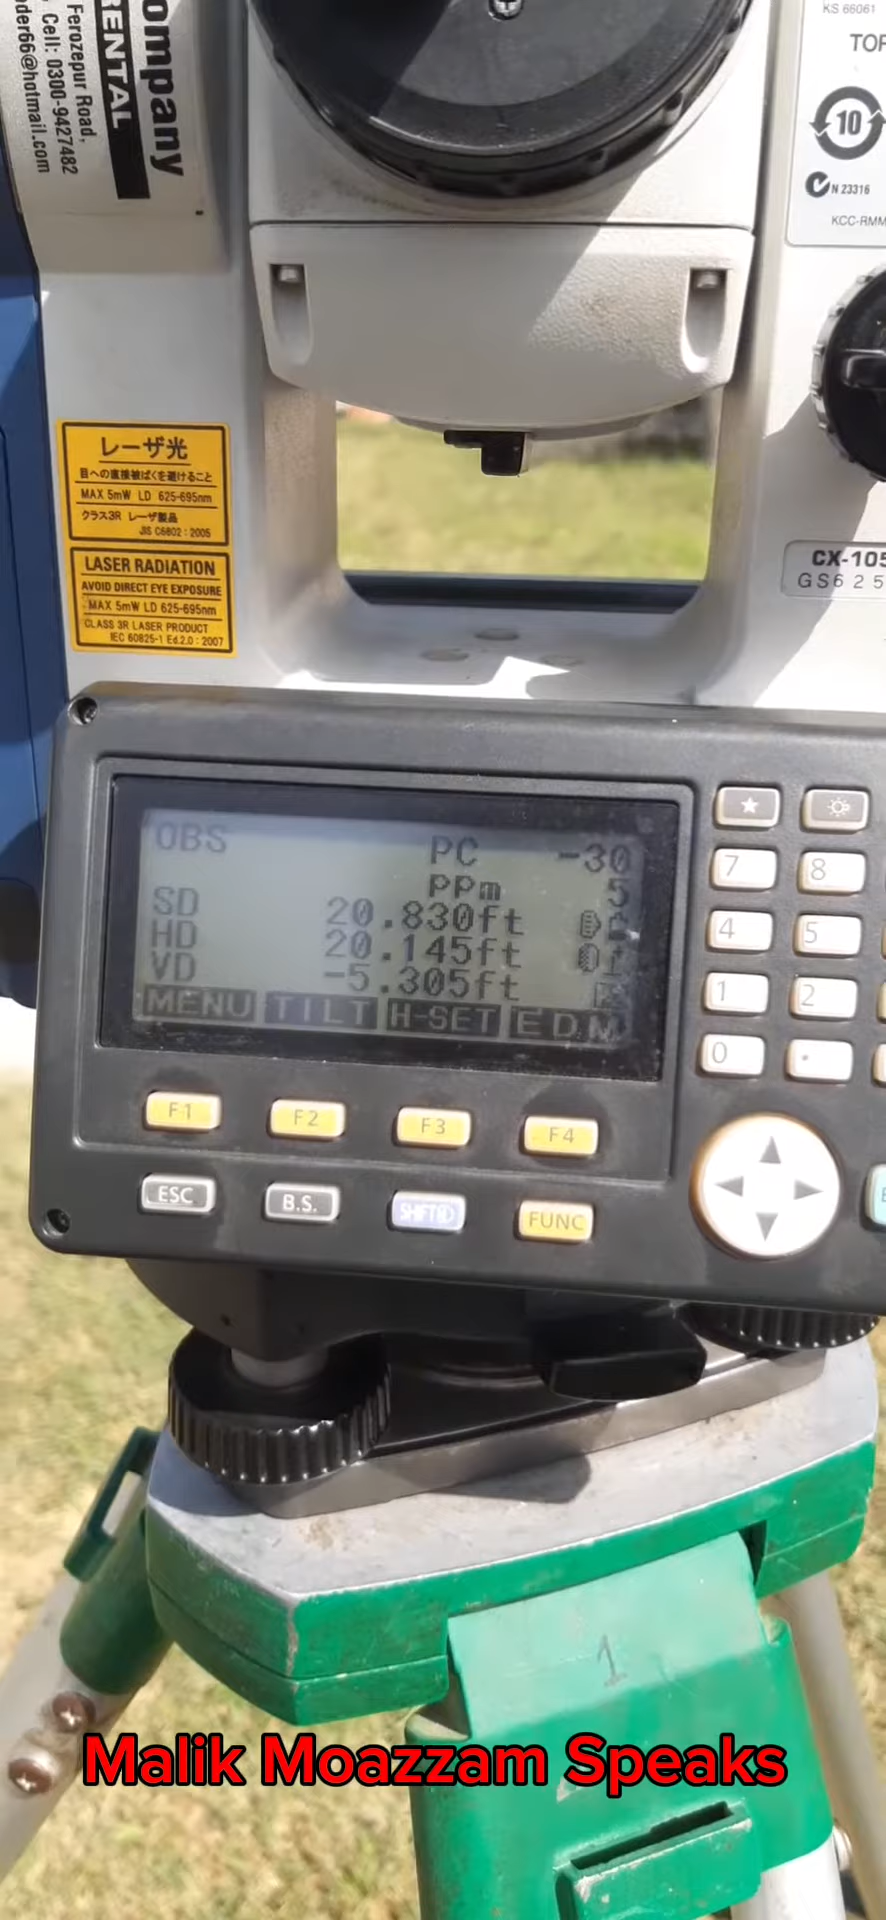 ompany
RENTAL
Ferozepur Road,
Cell: 0300-9427482
nder66@hotmail.com
KS 66061
TOP
10
N 23316
KCC-RMM
レーザ光
目への直接被ばくを避けること
MAX 5mW LD 625-695nm
クラス3R レーザ製品
JIS C6802:2005
LASER RADIATION
AVOID DIRECT EYE EXPOSURE
MAX 5mW LD 625-695nm
CLASS 3R LASER PRODUCT
IEC 60825-1 Ed.2.0:2007
CX-105
GS625
OBS PC -30
ppm 5
SD 20.830ft
HD 20.145ft
VD -5.305ft
MENU TILT H-SET EDM
7 8
4 5
1 2
0 .
F1 F2 F3 F4
ESC B.S. SHIFT FUNC
1
Malik Moazzam Speaks